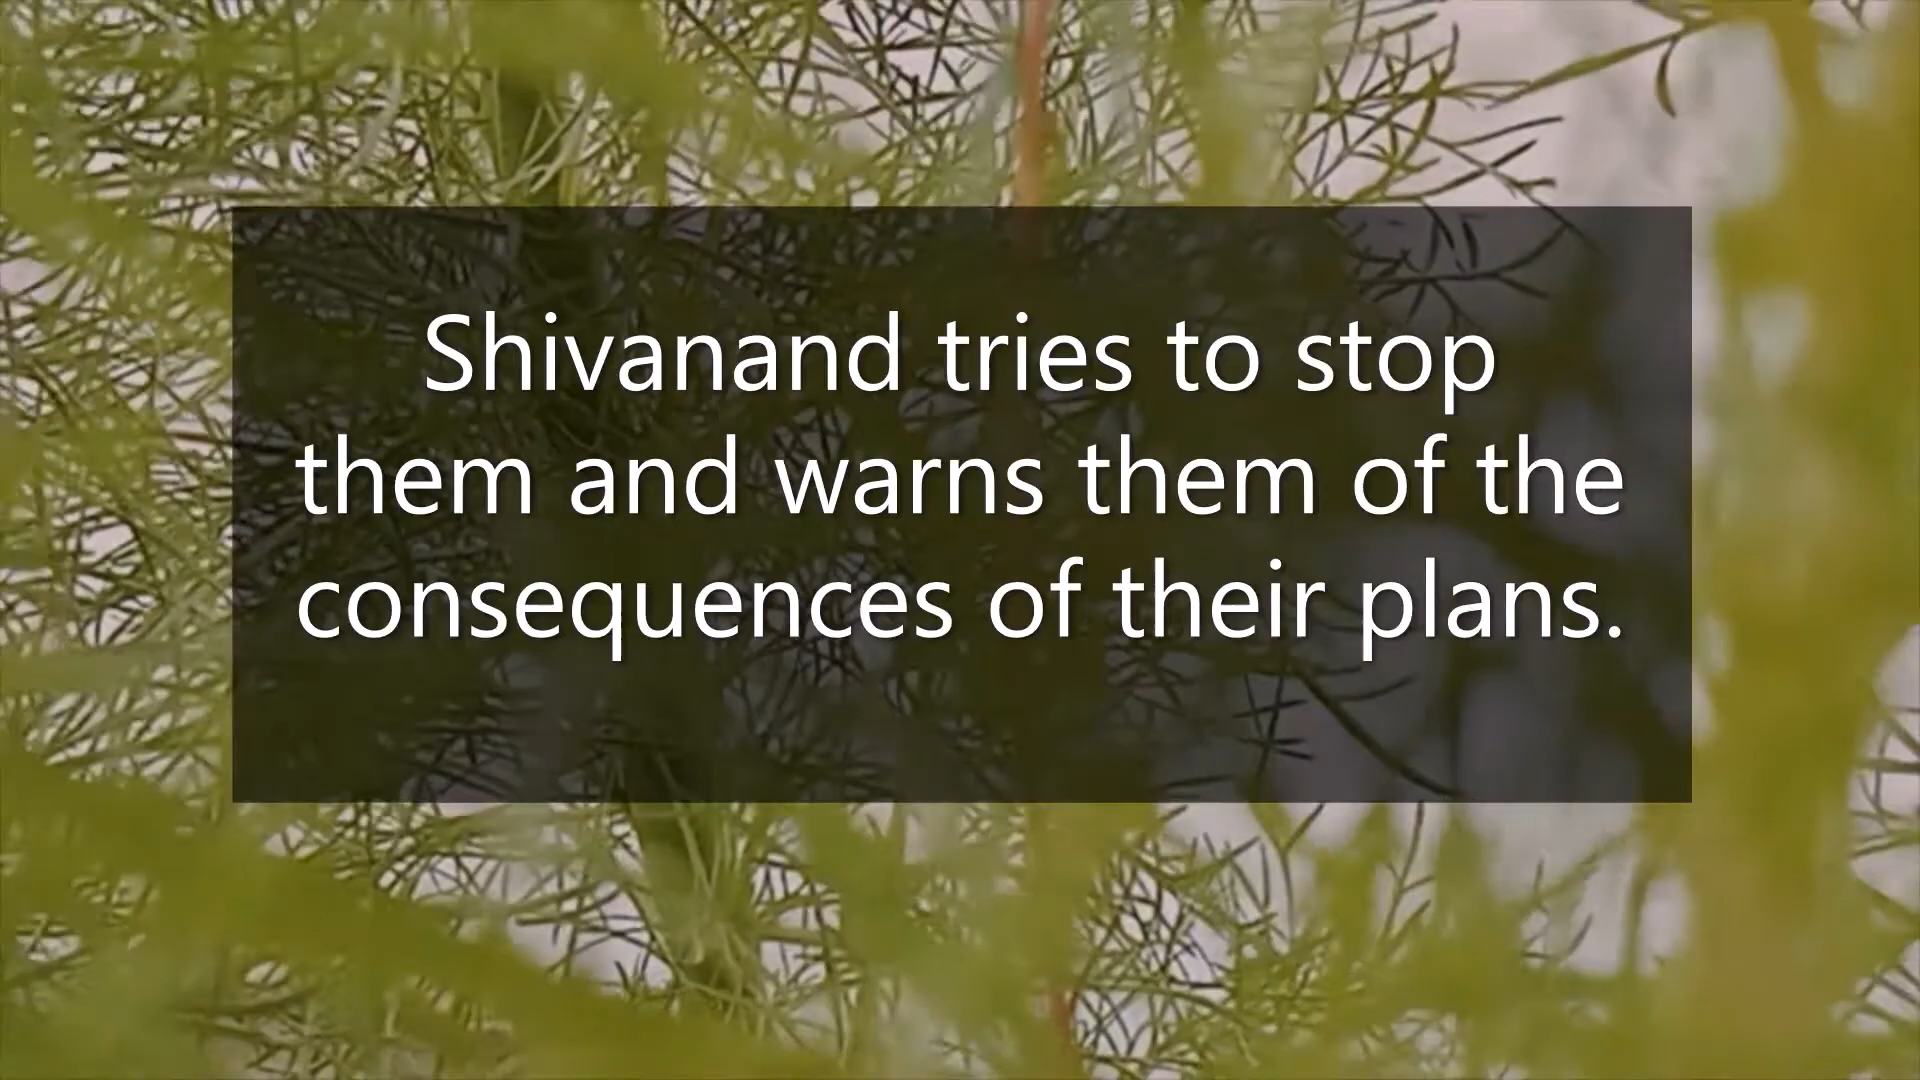 Shivanand tries to stop
them and warns them of the
consequences of their plans.